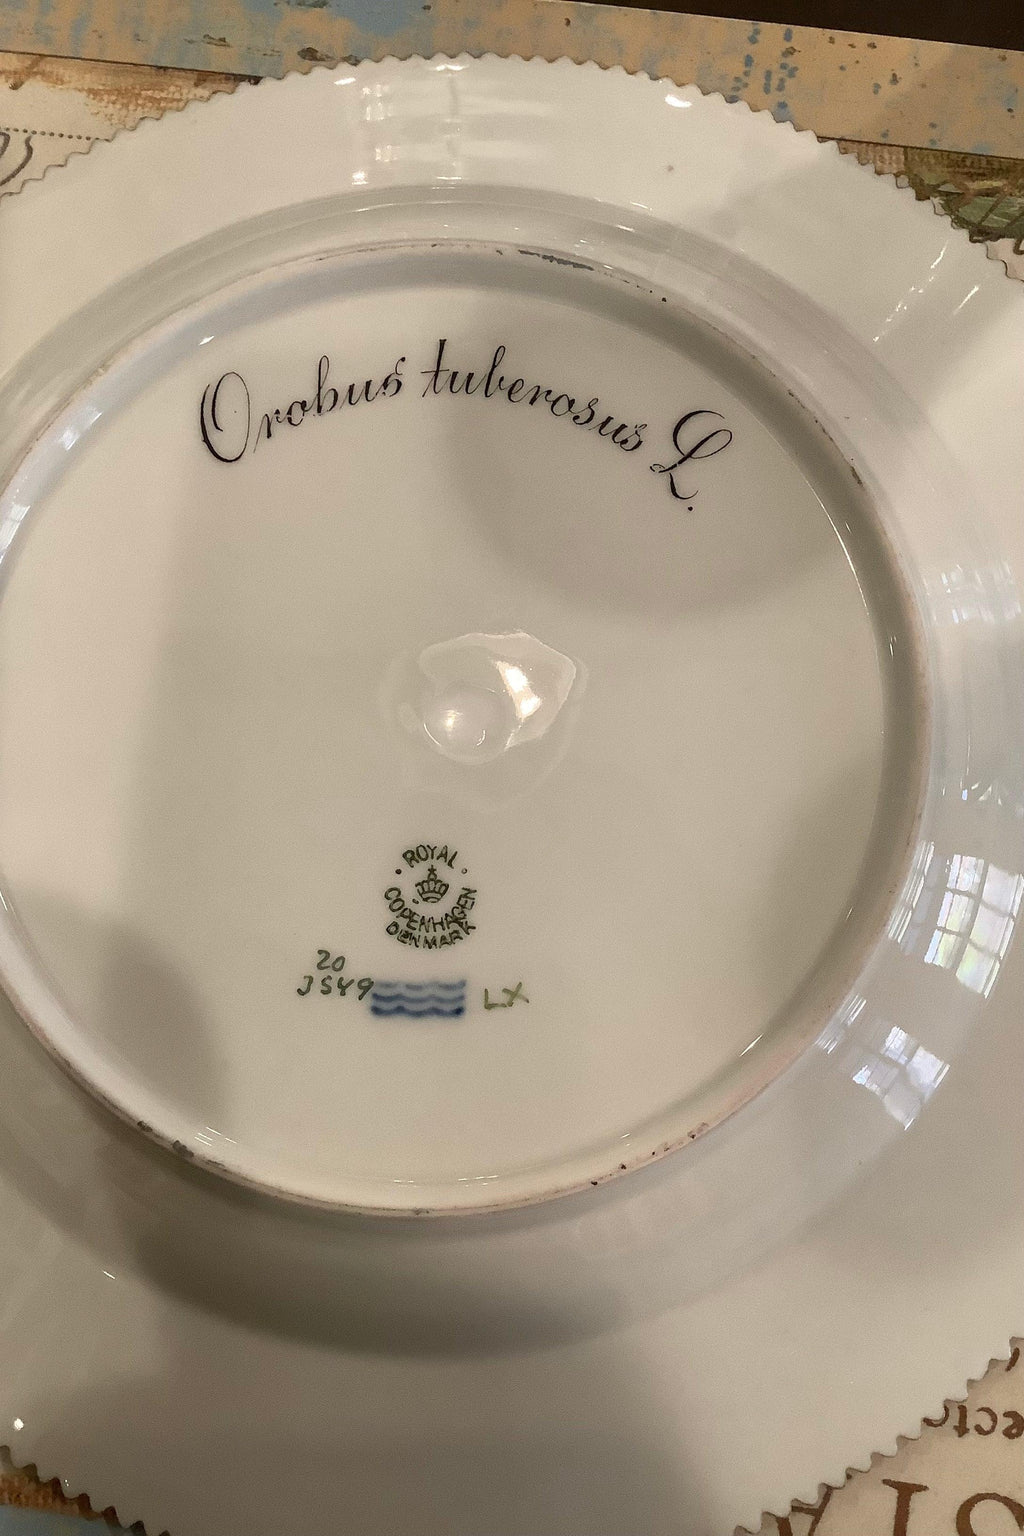 Orobus tuberosus L.
ROYAL
COPENHAGEN
DENMARK
20
3549
LX